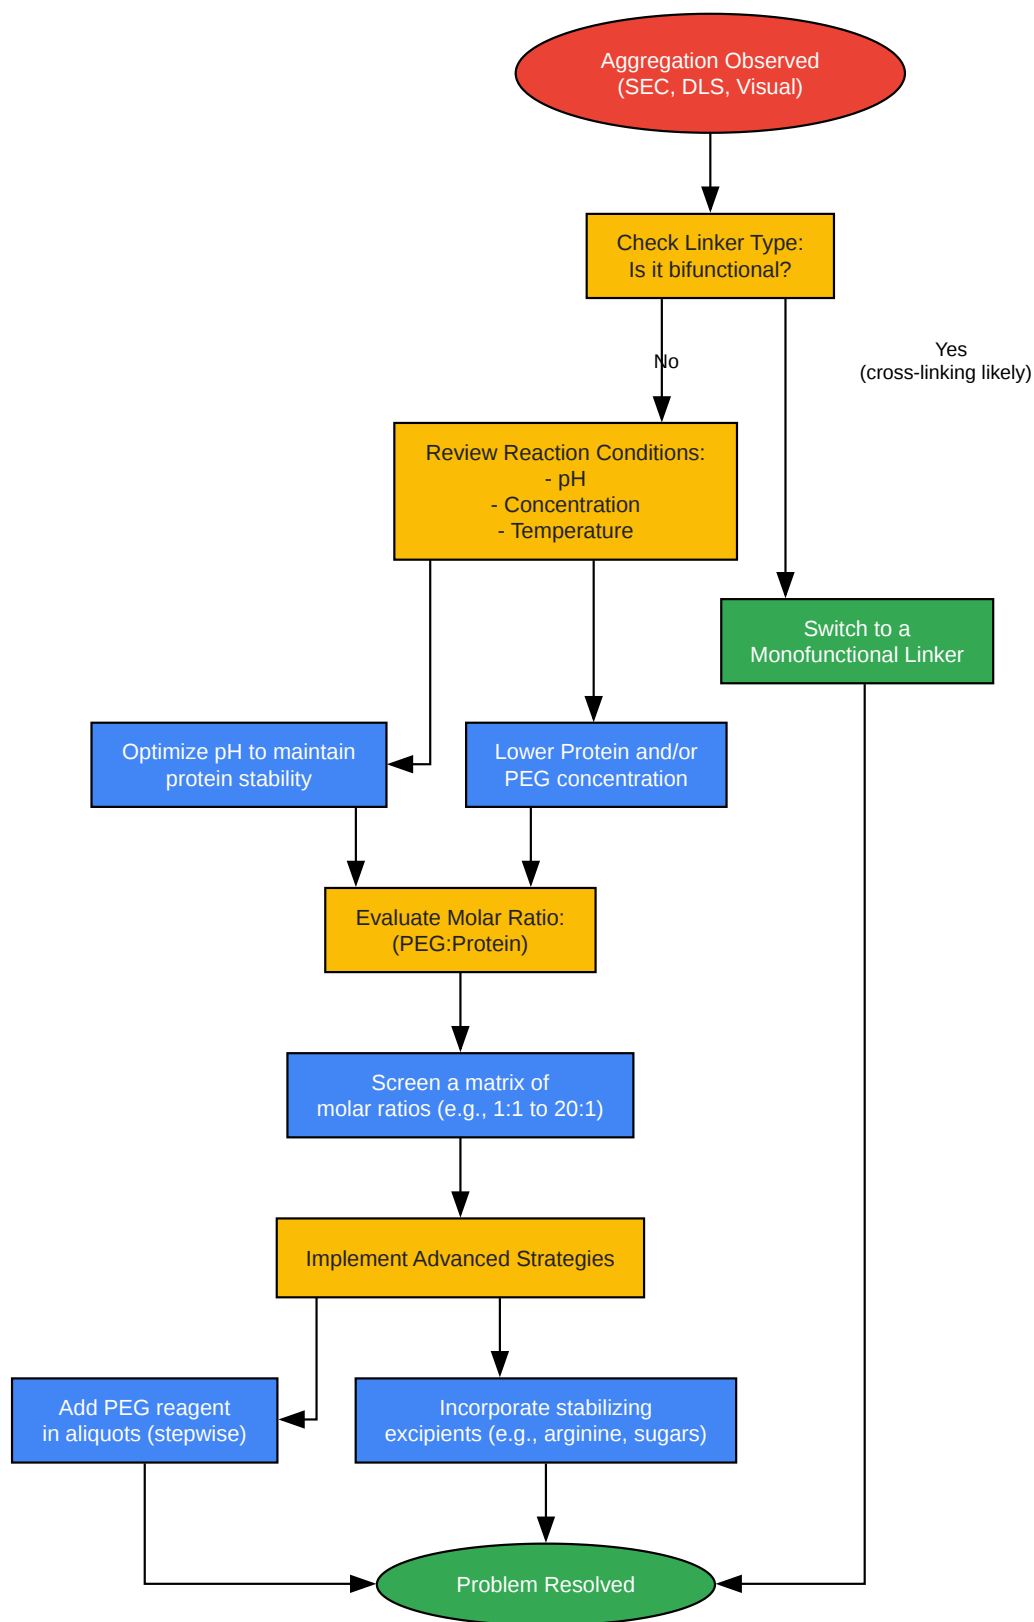 Aggregation Observed
(SEC, DLS, Visual)
Check Linker Type:
Is it bifunctional?
No
Yes
(cross-linking likely)
Review Reaction Conditions:
- pH
- Concentration
- Temperature
Switch to a
Monofunctional Linker
Optimize pH to maintain
protein stability
Lower Protein and/or
PEG concentration
Evaluate Molar Ratio:
(PEG:Protein)
Screen a matrix of
molar ratios (e.g., 1:1 to 20:1)
Implement Advanced Strategies
Add PEG reagent
in aliquots (stepwise)
Incorporate stabilizing
excipients (e.g., arginine, sugars)
Problem Resolved